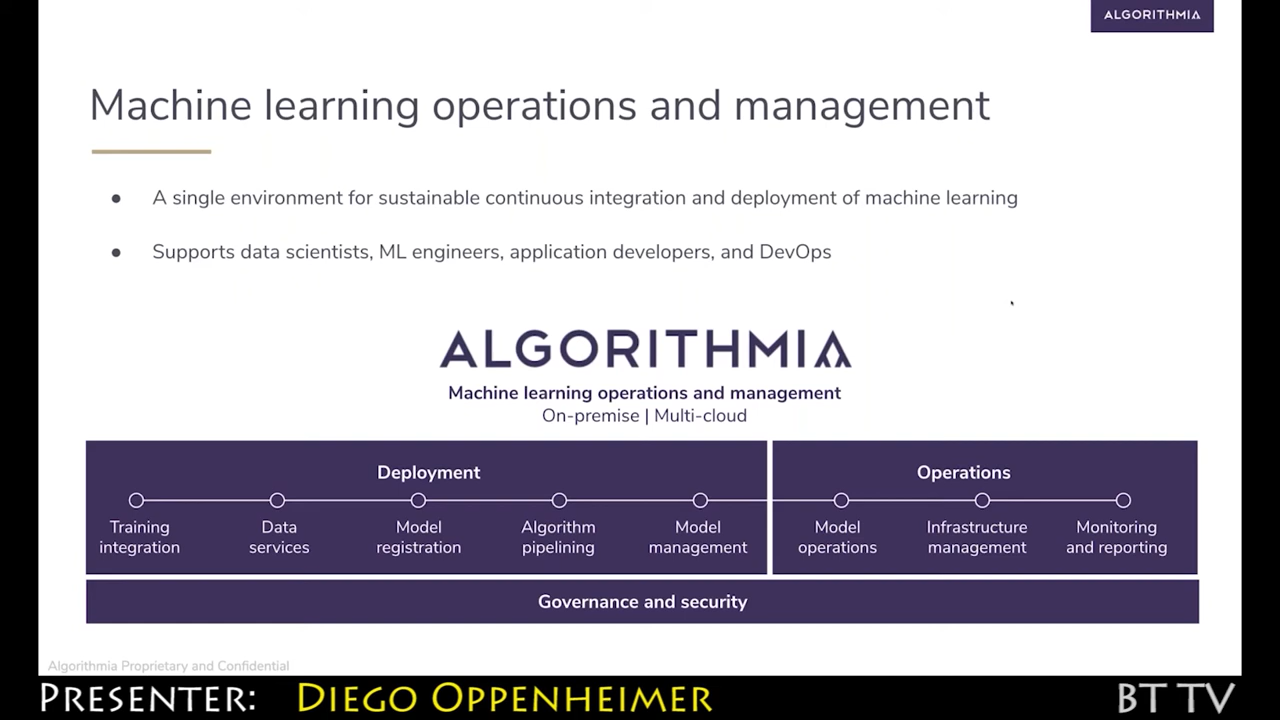 ALGORITHMIA
Machine learning operations and management
● A single environment for sustainable continuous integration and deployment of machine learning
● Supports data scientists, ML engineers, application developers, and DevOps
ALGORITHMIA
Machine learning operations and management
On-premise | Multi-cloud
Deployment
Training
integration
Data
services
Model
registration
Algorithm
pipelining
Model
management
Operations
Model
operations
Infrastructure
management
Monitoring
and reporting
Governance and security
Algorithmia Proprietary and Confidential
PRESENTER: DIEGO OPPENHEIMER
BT TV